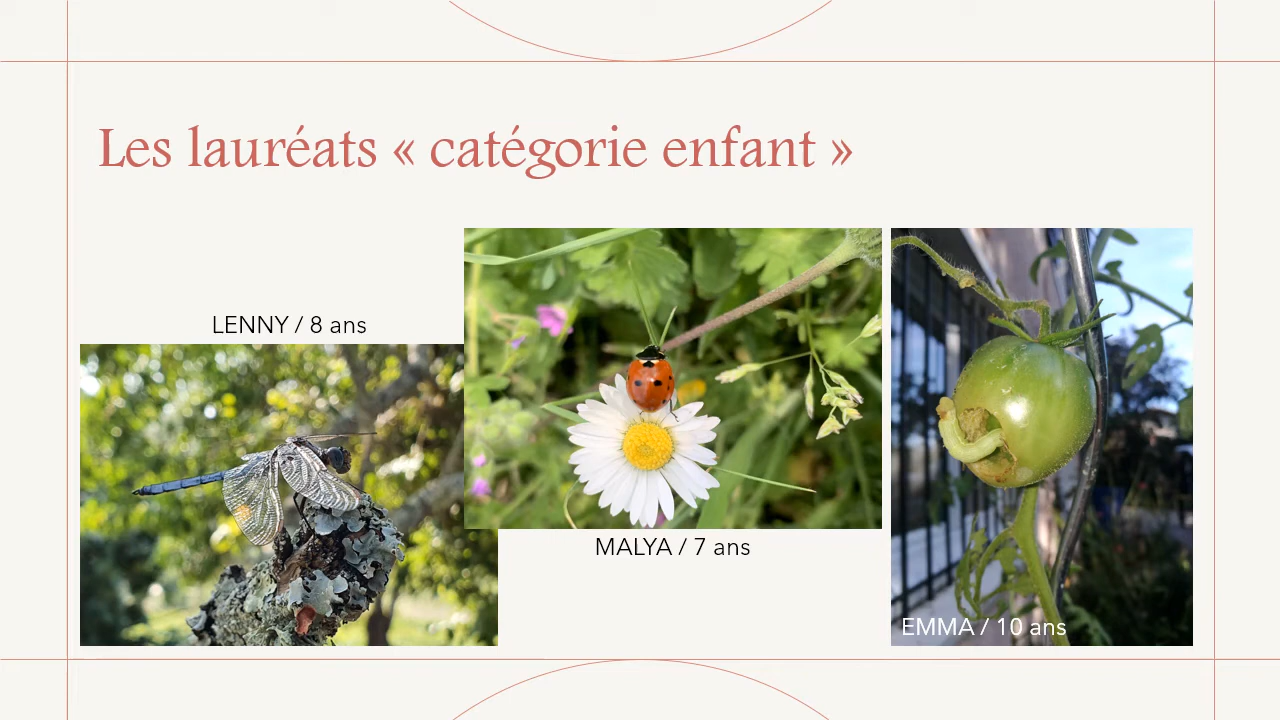 Les lauréats « catégorie enfant »
LENNY / 8 ans
MALYA / 7 ans
EMMA / 10 ans